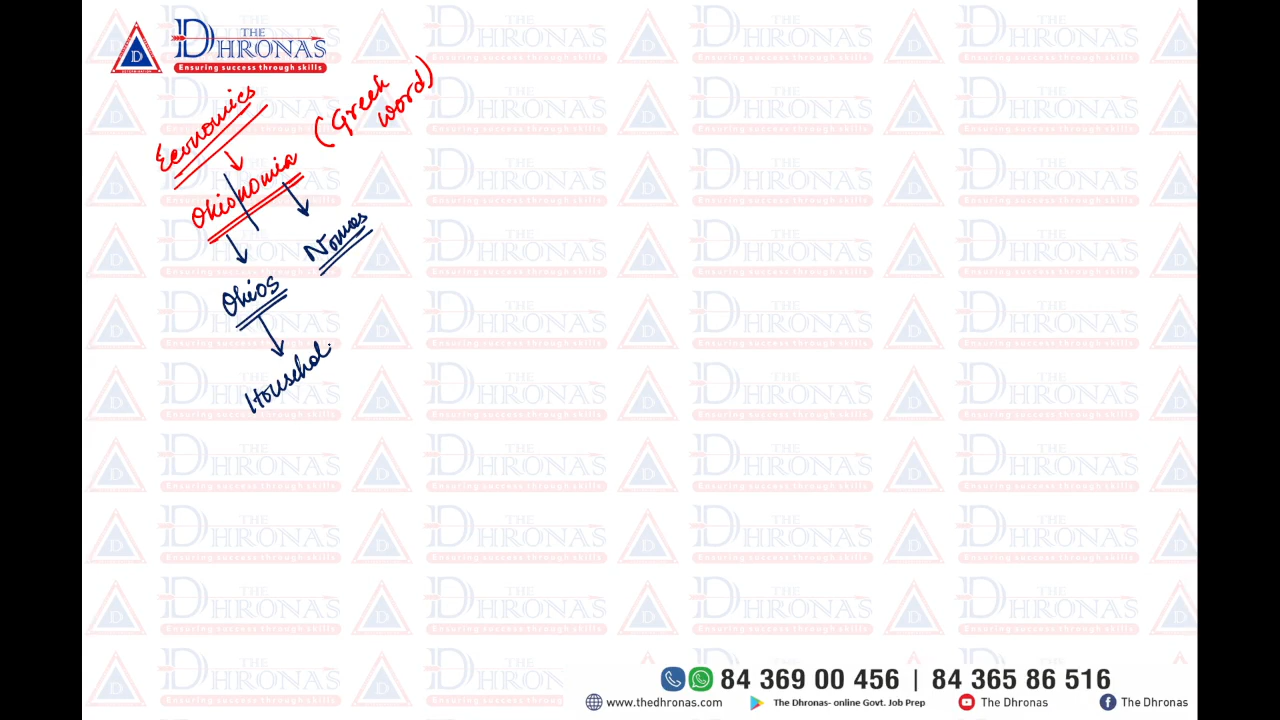 THE
DHRONAS
Ensuring success through skills
Economics
(Greek
word)
Okionomia
Nomos
Okios
Househol
84 369 00 456 | 84 365 86 516
www.thedhronas.com The Dhronas- online Govt. Job Prep The Dhronas The Dhronas